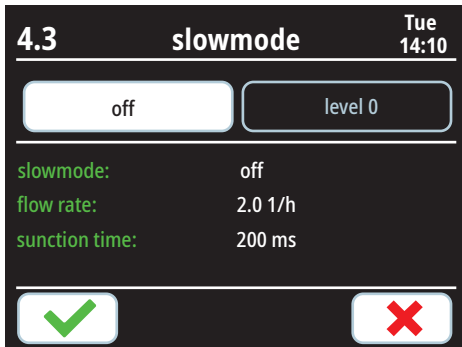 4.3 slowmode Tue
14:10
off level 0
slowmode: off
flow rate: 2.0 1/h
sunction time: 200 ms